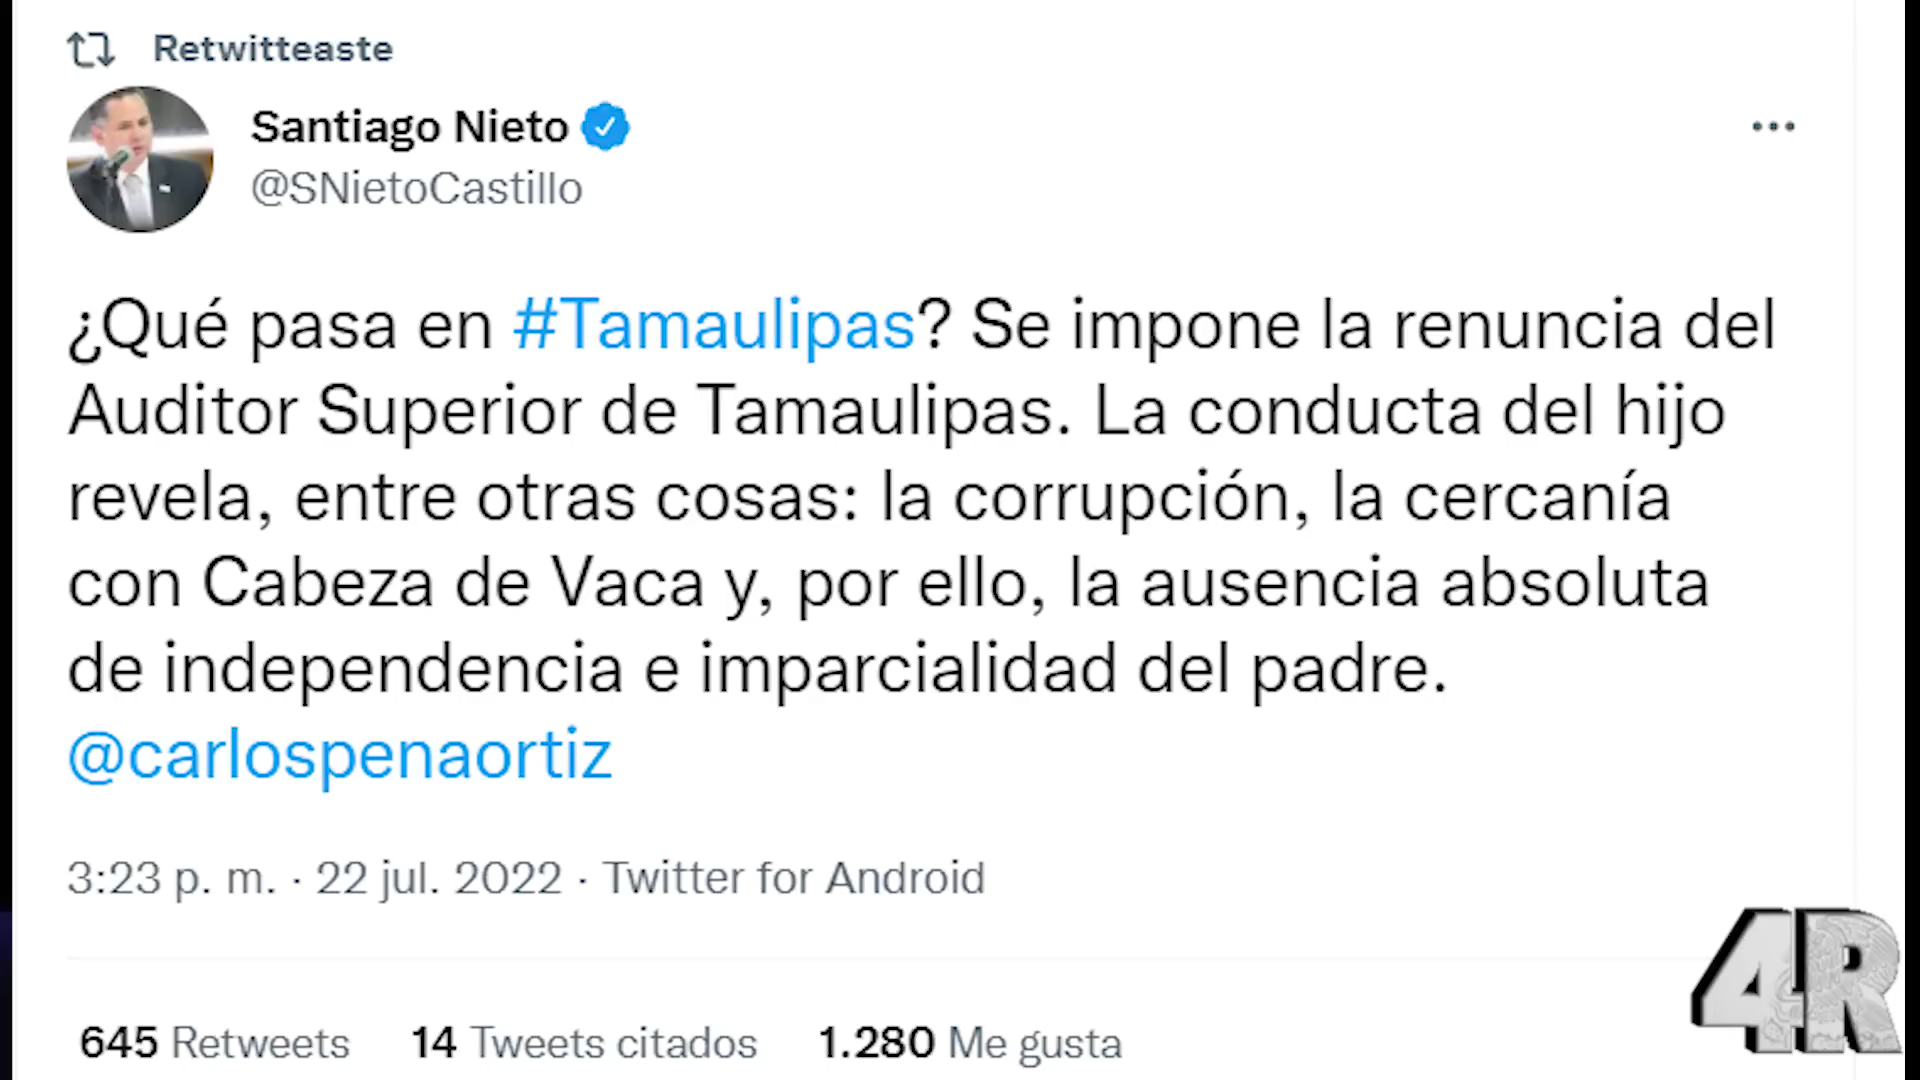 Retwitteaste
Santiago Nieto
@SNietoCastillo
¿Qué pasa en #Tamaulipas? Se impone la renuncia del
Auditor Superior de Tamaulipas. La conducta del hijo
revela, entre otras cosas: la corrupción, la cercanía
con Cabeza de Vaca y, por ello, la ausencia absoluta
de independencia e imparcialidad del padre.
@carlospenaortiz
3:23 p. m. · 22 jul. 2022 · Twitter for Android
645 Retweets 14 Tweets citados 1.280 Me gusta
4R